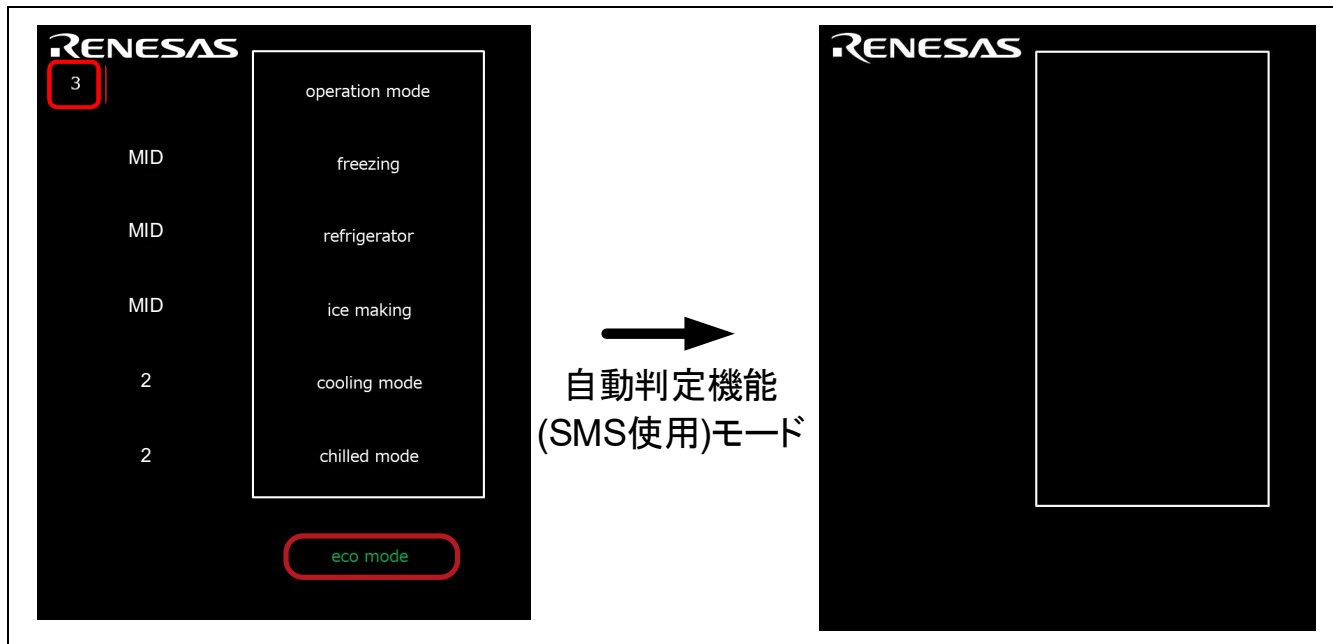 RENESAS
3
operation mode
MID
freezing
MID
refrigerator
MID
ice making
2
cooling mode
2
chilled mode
eco mode
自動判定機能
(SMS使用)モード
RENESAS